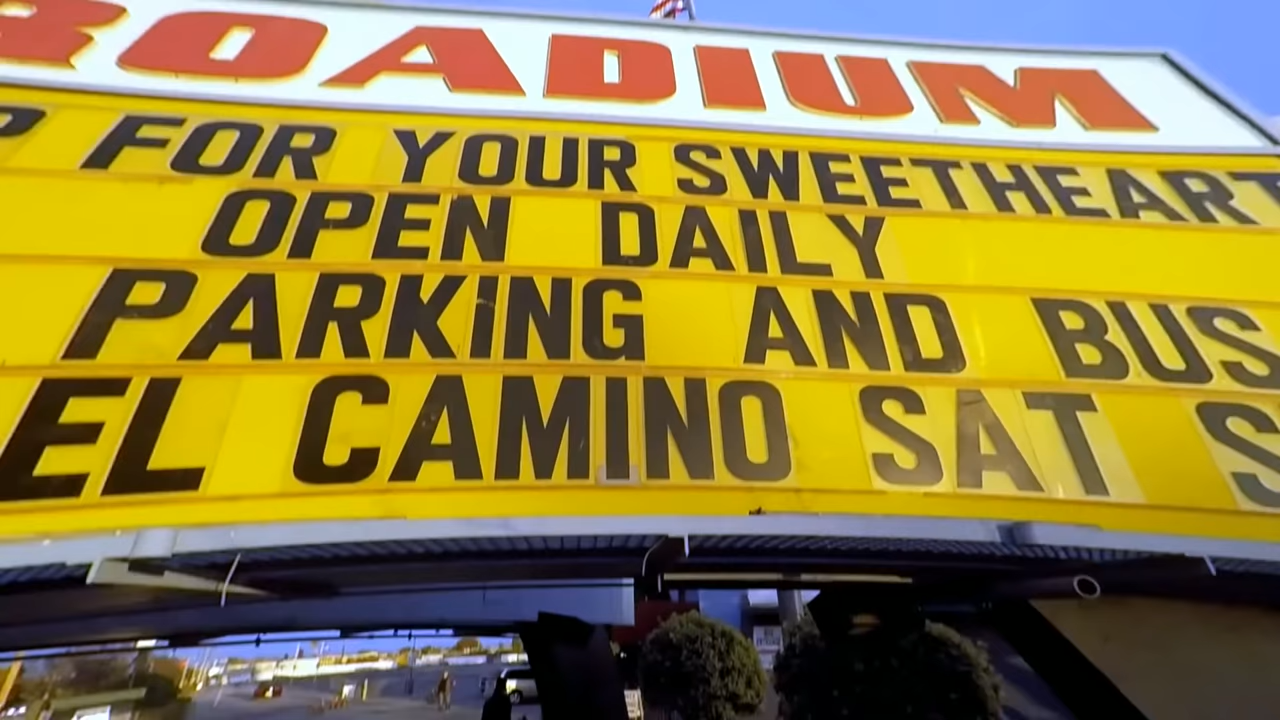 ROADIUM
P FOR YOUR SWEETHEART
OPEN DAILY
PARKING AND BUS
EL CAMINO SAT S